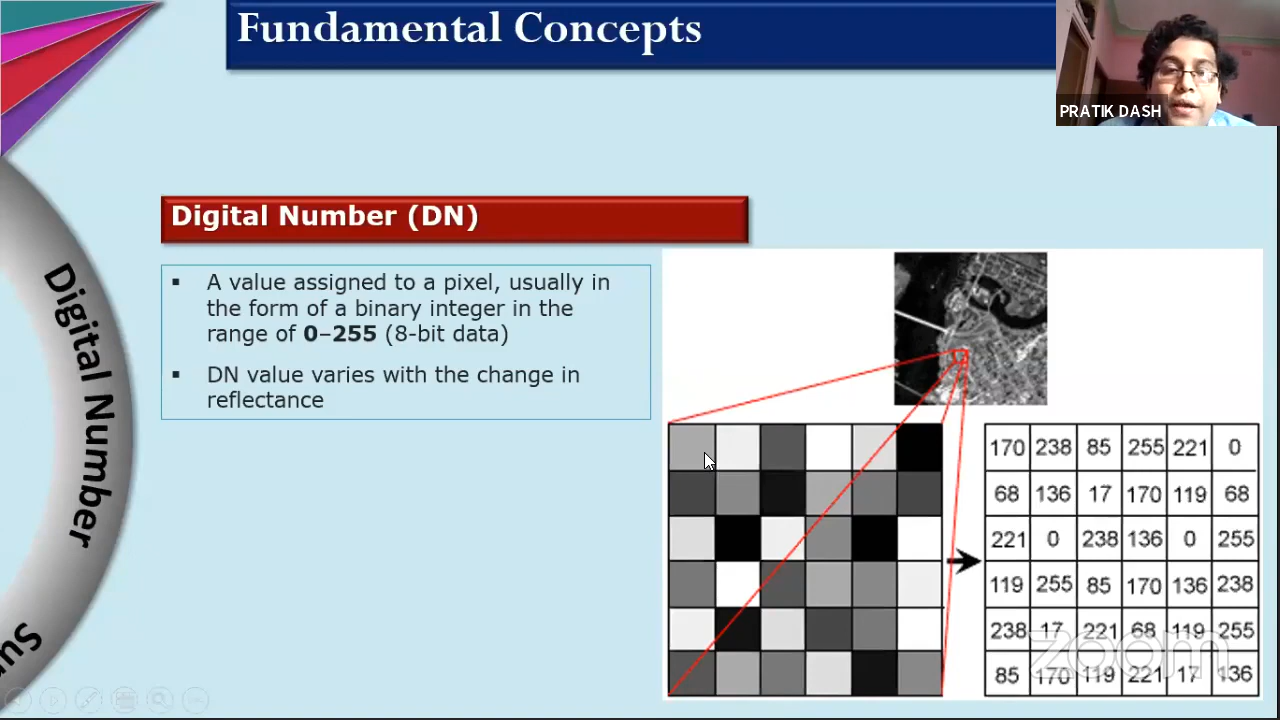 Fundamental Concepts
PRATIK DASH
Digital Number (DN)
▪ A value assigned to a pixel, usually in
the form of a binary integer in the
range of 0–255 (8-bit data)
▪ DN value varies with the change in
reflectance
Digital Number
Su
170 238 85 255 221 0
68 136 17 170 119 68
221 0 238 136 0 255
119 255 85 170 136 238
238 17 221 68 119 255
85 170 119 221 17 136
zoom